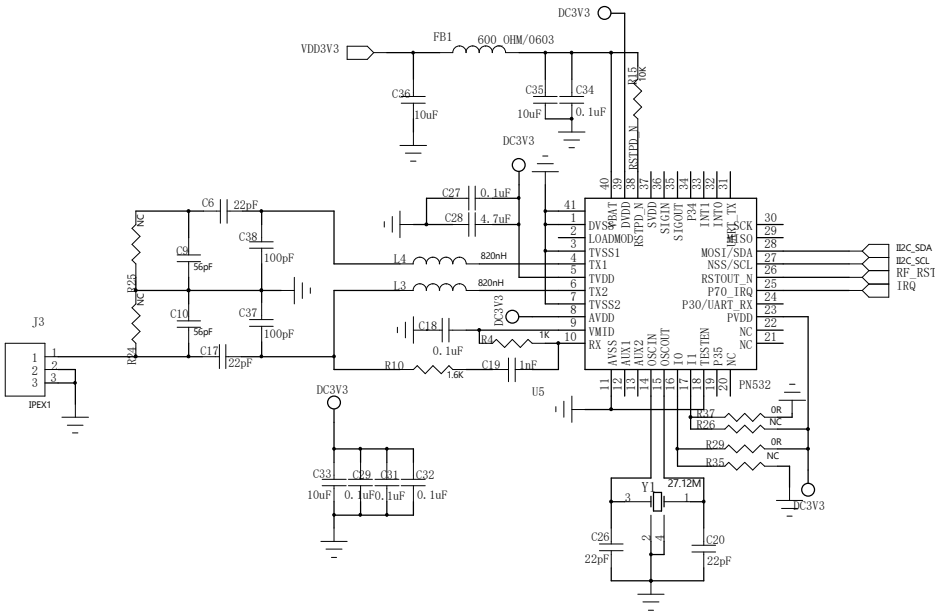 DC3V3
VDD3V3
FB1
600 OHM/0603
C36
10uF
C35
10uF
C34
0.1uF
R15
10K
RSTPD_N
DC3V3
C27
0.1uF
C28
4.7uF
C6
22pF
NC
C9
56pF
C38
100pF
R25
NC
C10
56pF
C37
100pF
R24
C17
22pF
L4
820nH
L3
820nH
DC3V3
C18
0.1uF
R4
1K
R10
1.6K
C19
1nF
J3
1
2
3
1
2
3
IPEX1
40
39
38
37
36
35
34
33
32
31
VBAT
DVDD
RSTPD_N
SVDD
SIGIN
SIGOUT
P34
INT1
INT0
41
1
2
3
4
5
6
7
8
9
10
DVSS
LOADMOD
TVSS1
TX1
TVDD
TX2
TVSS2
AVDD
VMID
RX
SCK
MISO
MOSI/SDA
NSS/SCL
RSTOUT_N
P70_IRQ
P30/UART_RX
PVDD
NC
NC
30
29
28
27
26
25
24
23
22
21
II2C_SDA
II2C_SCL
RF_RST
IRQ
AVSS
AUX1
AUX2
OSCIN
OSCOUT
I0
I1
TESTEN
P35
NC
11
12
13
14
15
16
17
18
19
20
U5
PN532
R37
0R
R26
NC
R29
0R
R35
NC
DC3V3
DC3V3
C33
10uF
C29
0.1uF
C31
0.1uF
C32
0.1uF
Y1
27.12M
3
1
2
4
C26
22pF
C20
22pF